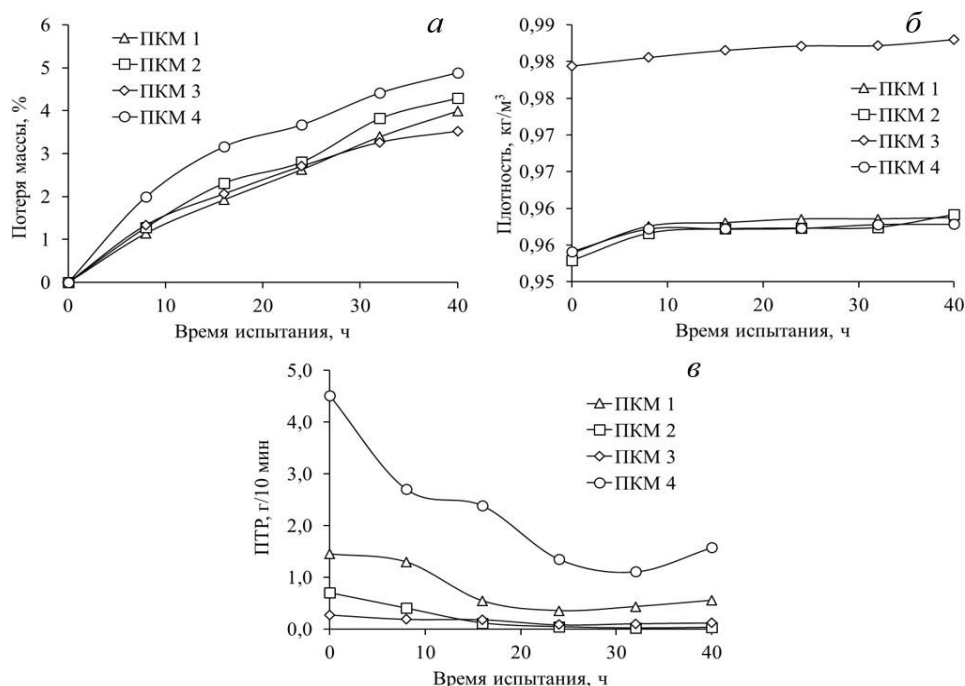 а
ПКМ 1
ПКМ 2
ПКМ 3
ПКМ 4
Потеря массы, %
6
5
4
3
2
1
0
0 10 20 30 40
Время испытания, ч
б
ПКМ 1
ПКМ 2
ПКМ 3
ПКМ 4
Плотность, кг/м³
0,99
0,98
0,98
0,97
0,97
0,96
0,96
0,95
0 10 20 30 40
Время испытания, ч
в
ПКМ 1
ПКМ 2
ПКМ 3
ПКМ 4
ПТР, г/10 мин
5,0
4,0
3,0
2,0
1,0
0,0
0 10 20 30 40
Время испытания, ч